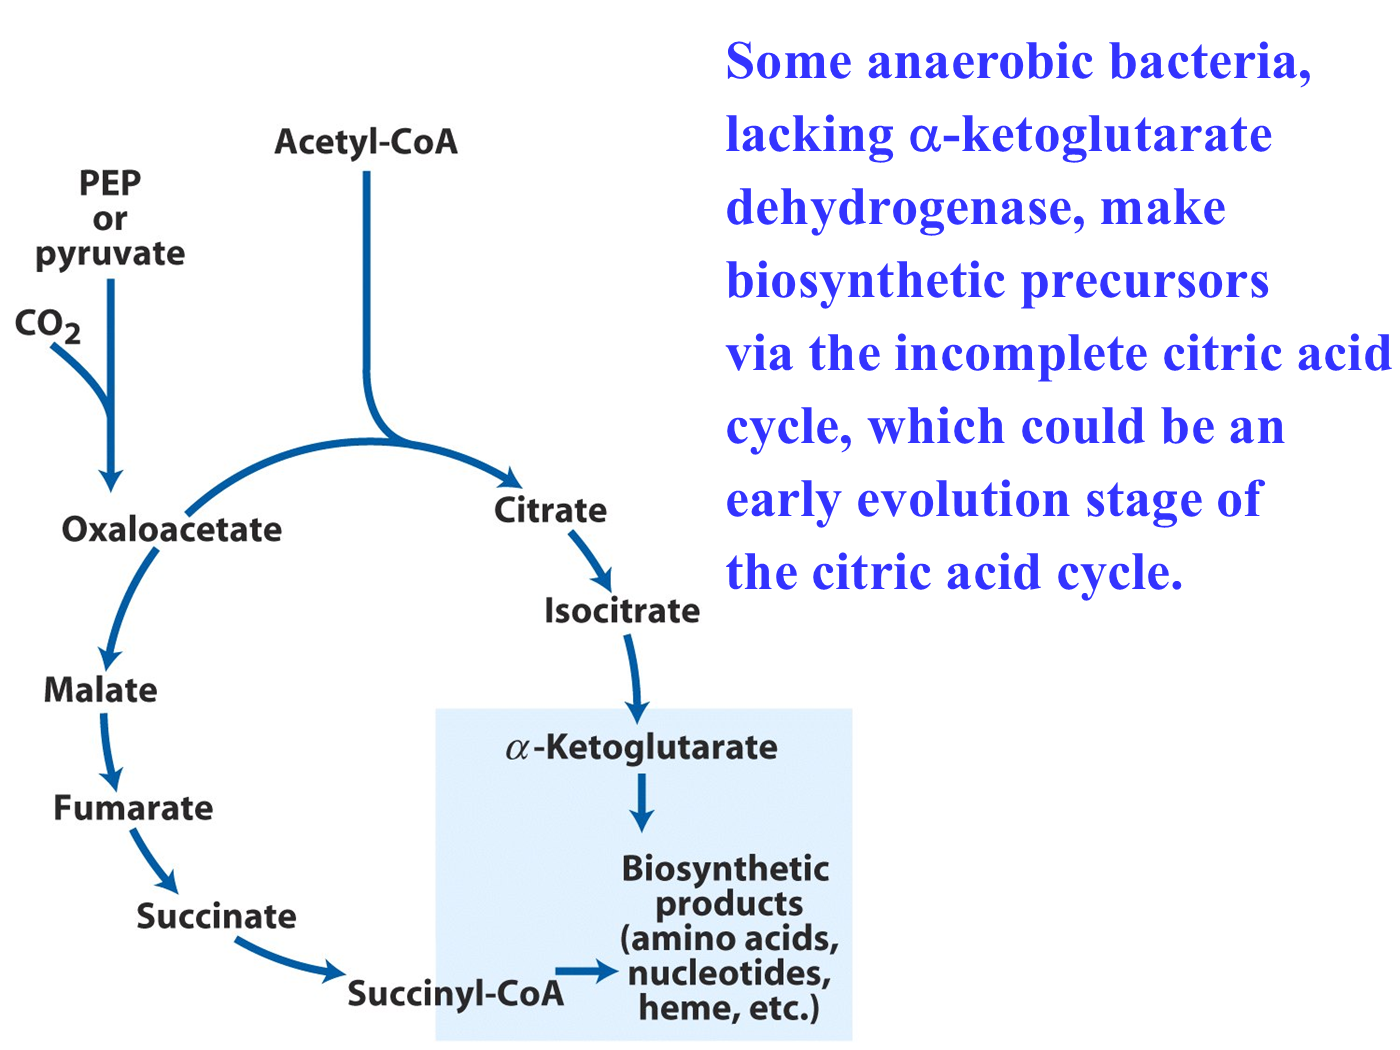 Some anaerobic bacteria,
lacking α-ketoglutarate
dehydrogenase, make
biosynthetic precursors
via the incomplete citric acid
cycle, which could be an
early evolution stage of
the citric acid cycle.
Acetyl-CoA
PEP
or
pyruvate
CO₂
Oxaloacetate
Citrate
Isocitrate
Malate
α-Ketoglutarate
Fumarate
Succinate
Succinyl-CoA
Biosynthetic
products
(amino acids,
nucleotides,
heme, etc.)